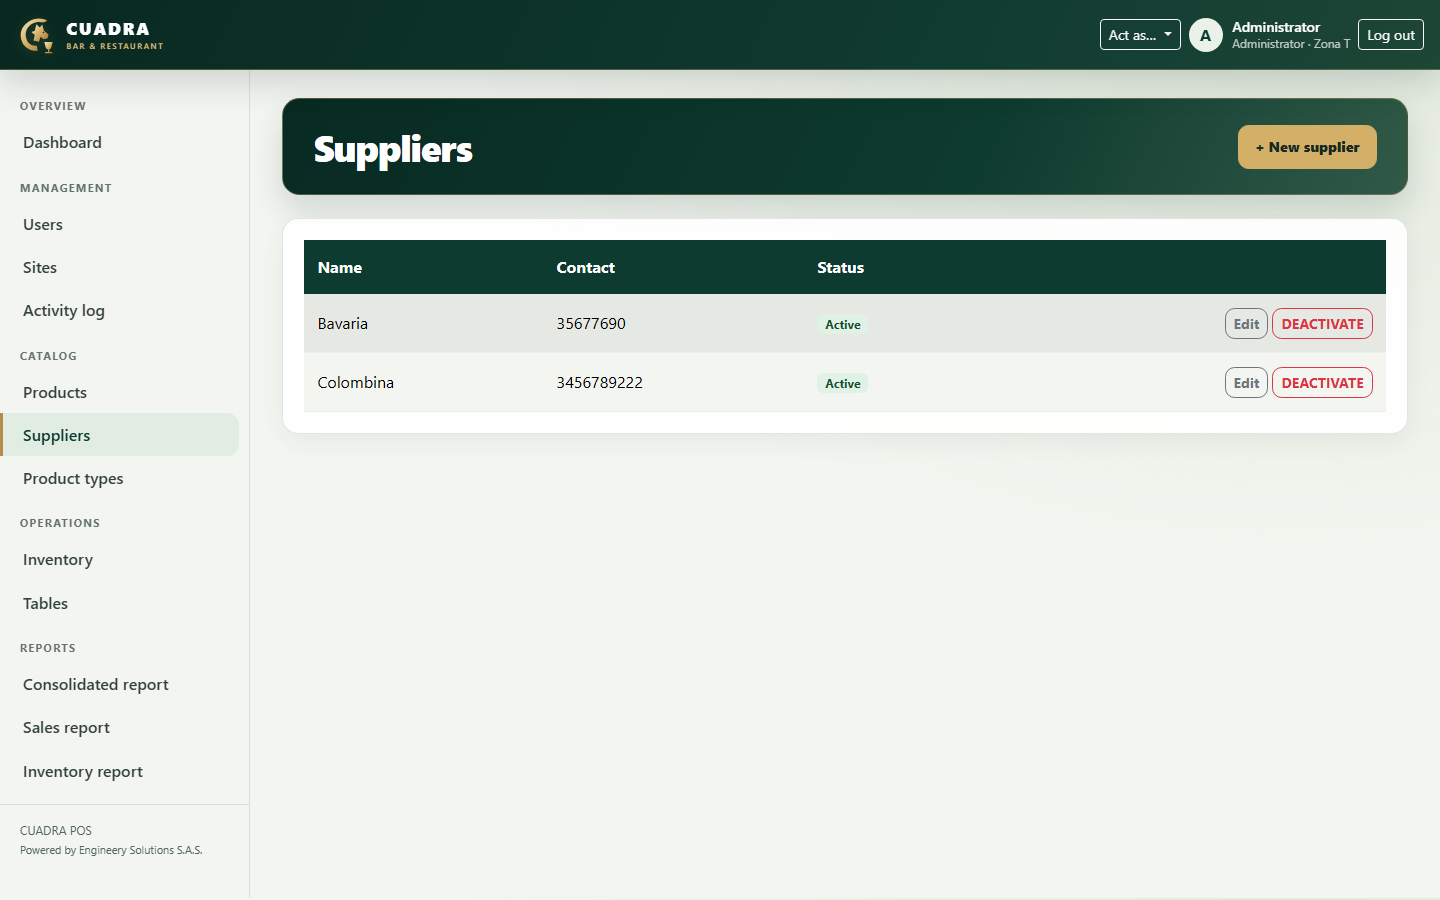 CUADRA
BAR & RESTAURANT
Act as...
A
Administrator
Administrator · Zona T
Log out
OVERVIEW
Dashboard
MANAGEMENT
Users
Sites
Activity log
CATALOG
Products
Suppliers
Product types
OPERATIONS
Inventory
Tables
REPORTS
Consolidated report
Sales report
Inventory report
CUADRA POS
Powered by Engineery Solutions S.A.S.
Suppliers
+ New supplier
Name Contact Status
Bavaria 35677690 Active Edit DEACTIVATE
Colombina 3456789222 Active Edit DEACTIVATE